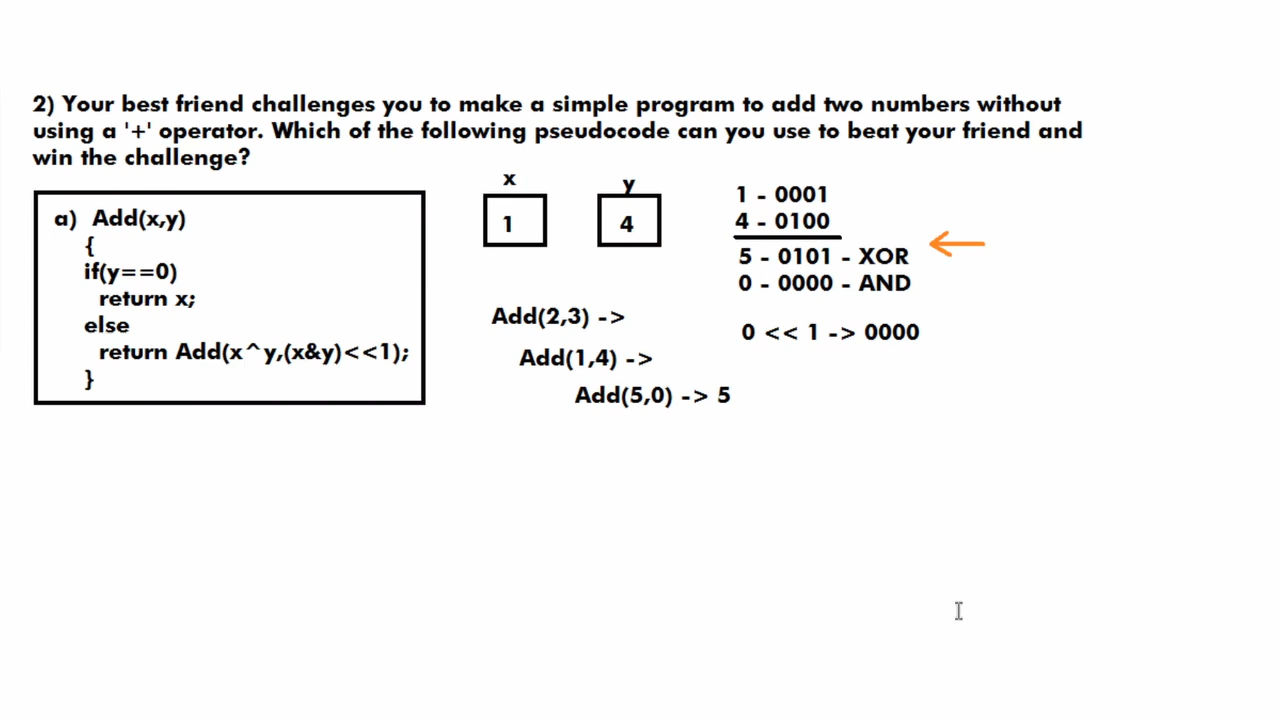 2) Your best friend challenges you to make a simple program to add two numbers without
using a '+' operator. Which of the following pseudocode can you use to beat your friend and
win the challenge?
a) Add(x,y)
{
if(y==0)
return x;
else
return Add(x^y,(x&y)<<1);
}
x
y
1
4
1 - 0001
4 - 0100
5 - 0101 - XOR
0 - 0000 - AND
0 << 1 -> 0000
Add(2,3) ->
Add(1,4) ->
Add(5,0) -> 5